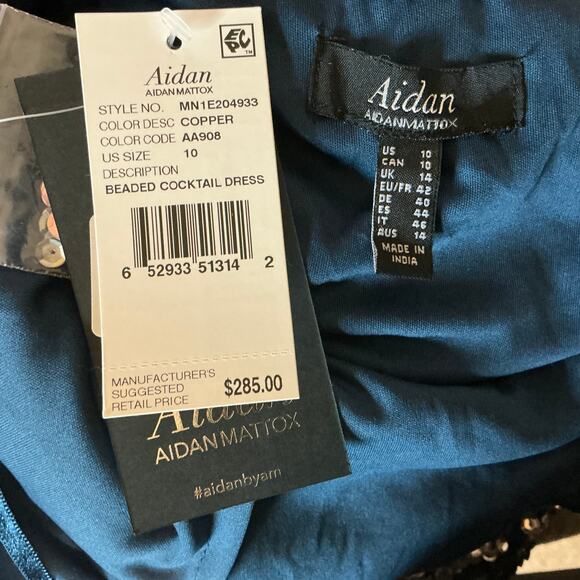 EPC™
Aidan
AIDAN MATTOX
STYLE NO. MN1E204933
COLOR DESC COPPER
COLOR CODE AA908
US SIZE 10
DESCRIPTION
BEADED COCKTAIL DRESS
6 52933 51314 2
MANUFACTURER'S
SUGGESTED
RETAIL PRICE $285.00
Aidan
AIDAN MATTOX
#aidanbyam
Aidan
AIDANMATTOX
US 10
CAN 10
UK 14
EU/FR 42
DE 40
ES 44
IT 46
AUS 14
MADE IN
INDIA